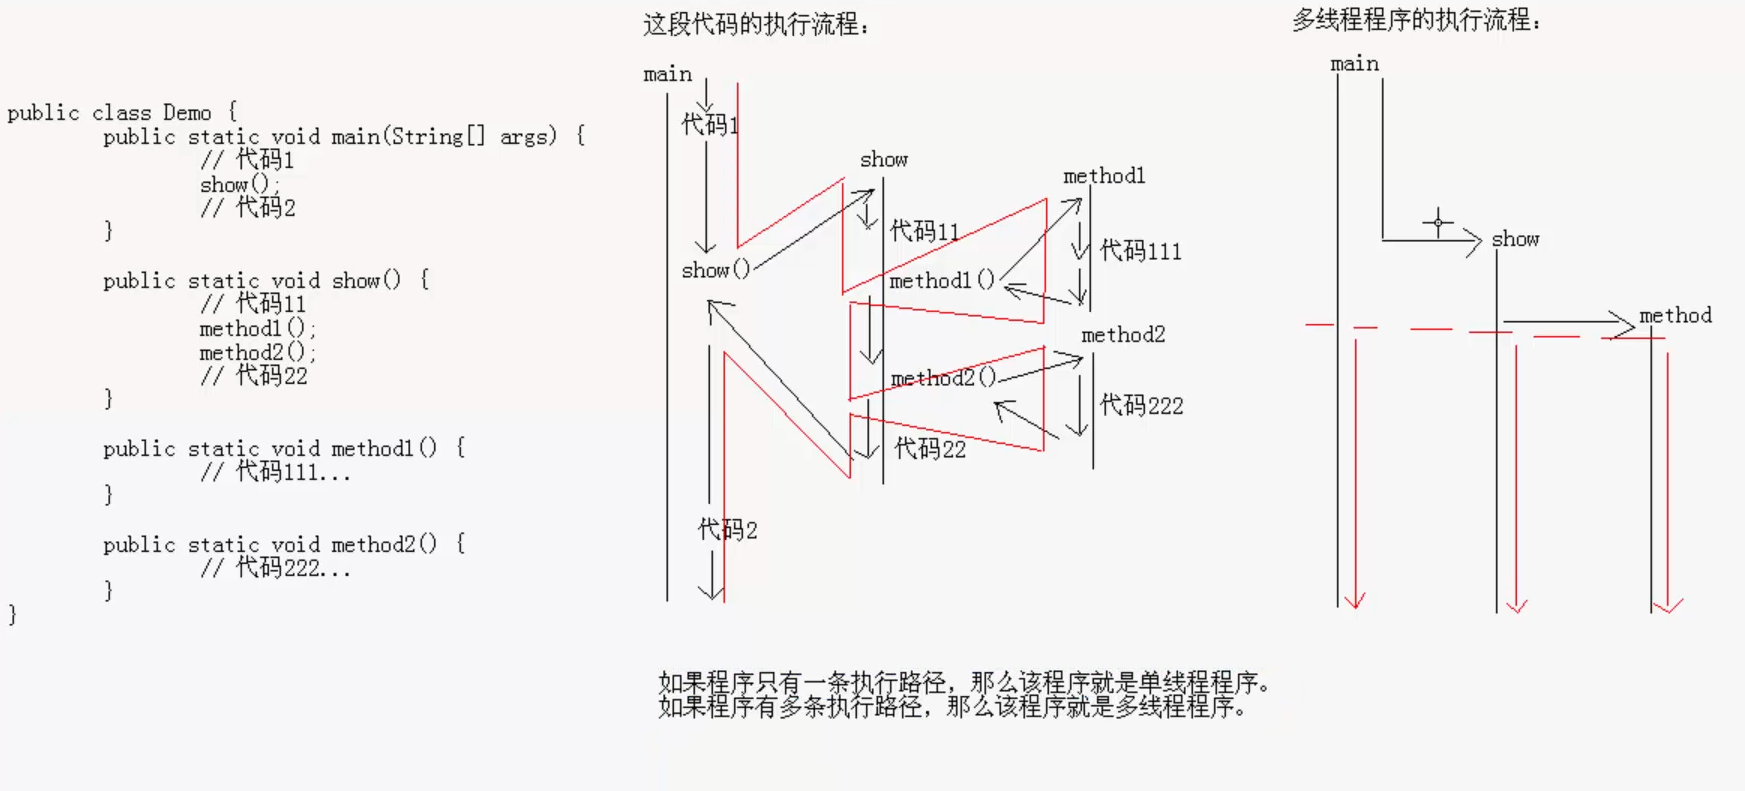 public class Demo {
public static void main(String[] args) {
// 代码1
show();
// 代码2
}
public static void show() {
// 代码11
method1();
method2();
// 代码22
}
public static void method1() {
// 代码111...
}
public static void method2() {
// 代码222...
}
}
这段代码的执行流程：
main
代码1
show()
代码2
show
代码11
method1()
method2()
代码22
method1
代码111
method2
代码222
多线程程序的执行流程：
main
show
method
如果程序只有一条执行路径，那么该程序就是单线程程序。
如果程序有多条执行路径，那么该程序就是多线程程序。